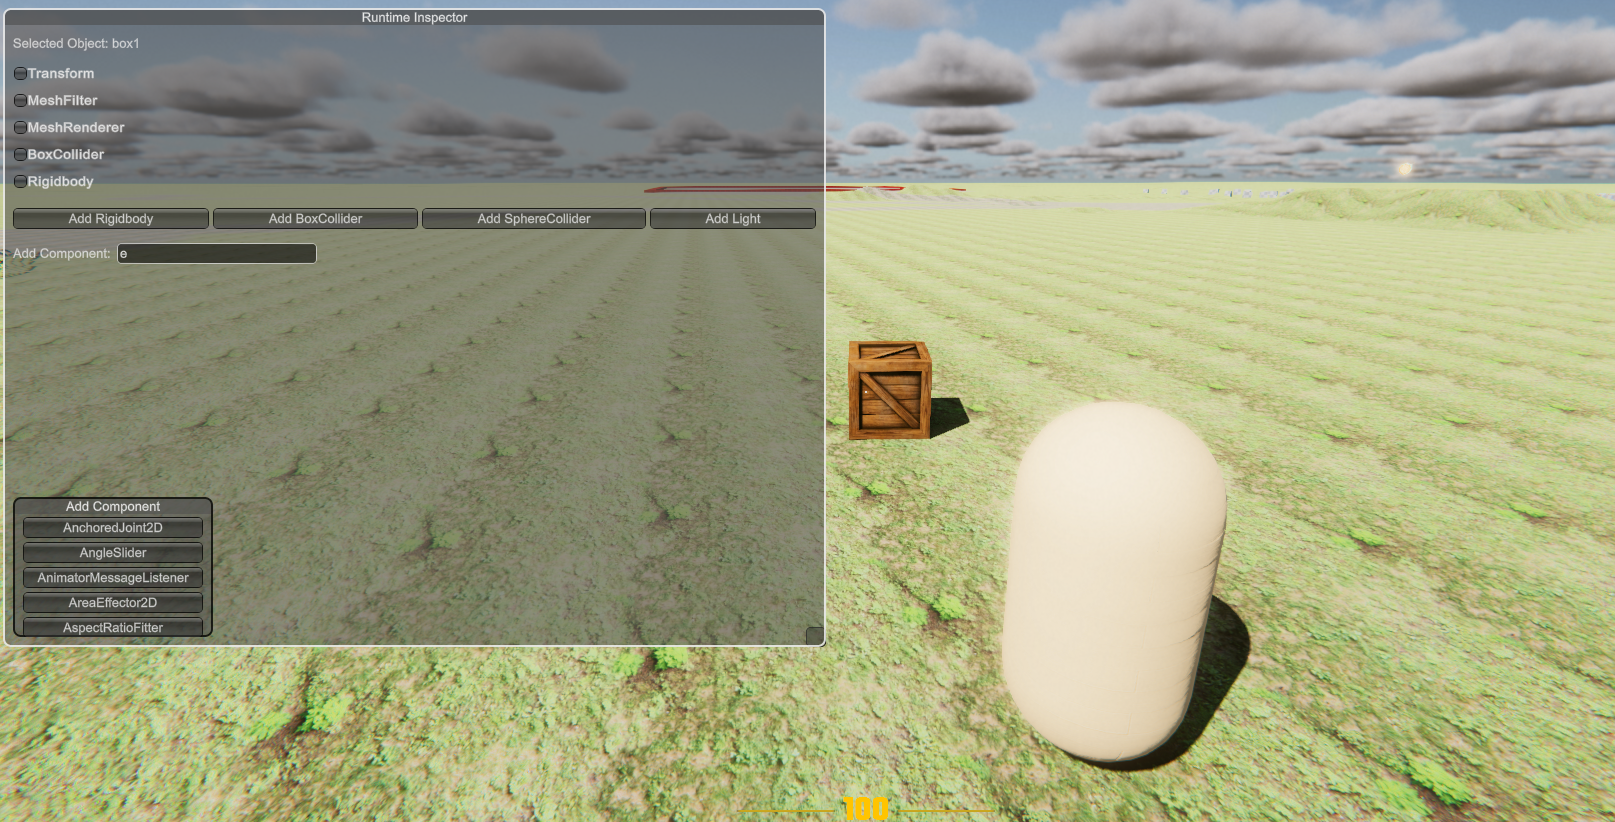 Runtime Inspector
Selected Object: box1
Transform
MeshFilter
MeshRenderer
BoxCollider
Rigidbody
Add Rigidbody Add BoxCollider Add SphereCollider Add Light
Add Component: e
Add Component
AnchoredJoint2D
AngleSlider
AnimatorMessageListener
AreaEffector2D
AspectRatioFitter
100